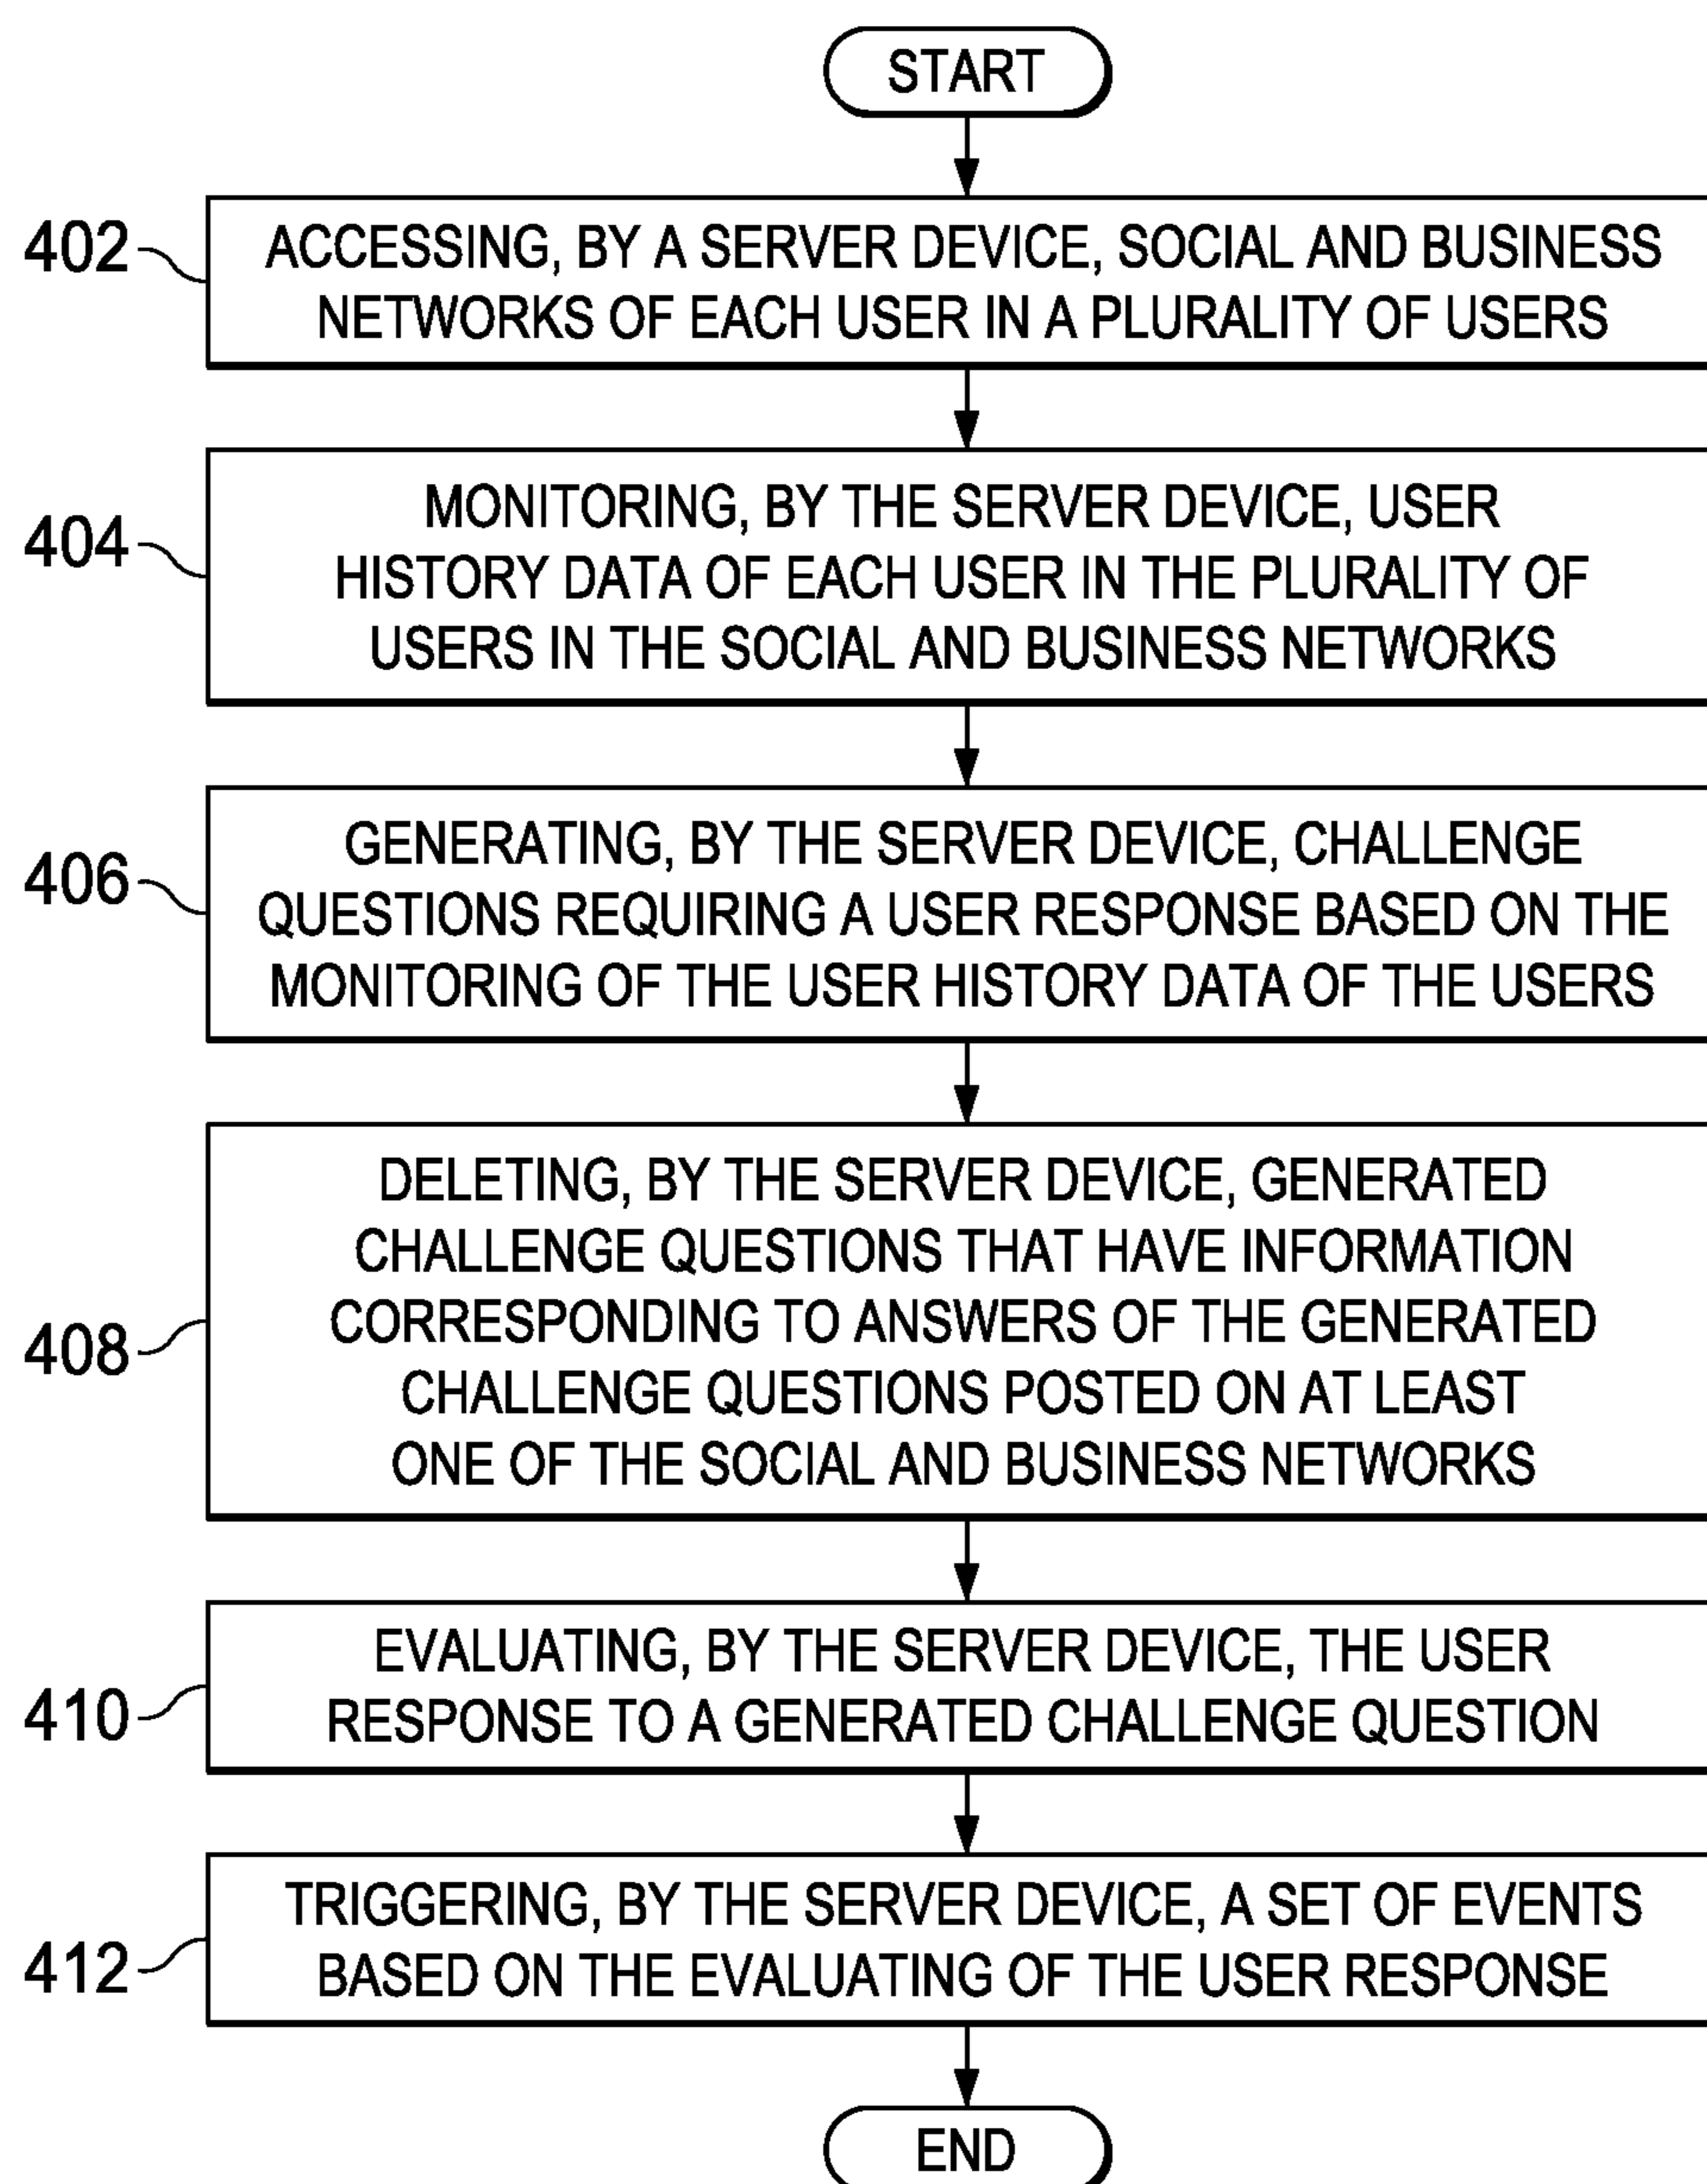 START
402
ACCESSING, BY A SERVER DEVICE, SOCIAL AND BUSINESS
NETWORKS OF EACH USER IN A PLURALITY OF USERS
404
MONITORING, BY THE SERVER DEVICE, USER
HISTORY DATA OF EACH USER IN THE PLURALITY OF
USERS IN THE SOCIAL AND BUSINESS NETWORKS
406
GENERATING, BY THE SERVER DEVICE, CHALLENGE
QUESTIONS REQUIRING A USER RESPONSE BASED ON THE
MONITORING OF THE USER HISTORY DATA OF THE USERS
408
DELETING, BY THE SERVER DEVICE, GENERATED
CHALLENGE QUESTIONS THAT HAVE INFORMATION
CORRESPONDING TO ANSWERS OF THE GENERATED
CHALLENGE QUESTIONS POSTED ON AT LEAST
ONE OF THE SOCIAL AND BUSINESS NETWORKS
410
EVALUATING, BY THE SERVER DEVICE, THE USER
RESPONSE TO A GENERATED CHALLENGE QUESTION
412
TRIGGERING, BY THE SERVER DEVICE, A SET OF EVENTS
BASED ON THE EVALUATING OF THE USER RESPONSE
END